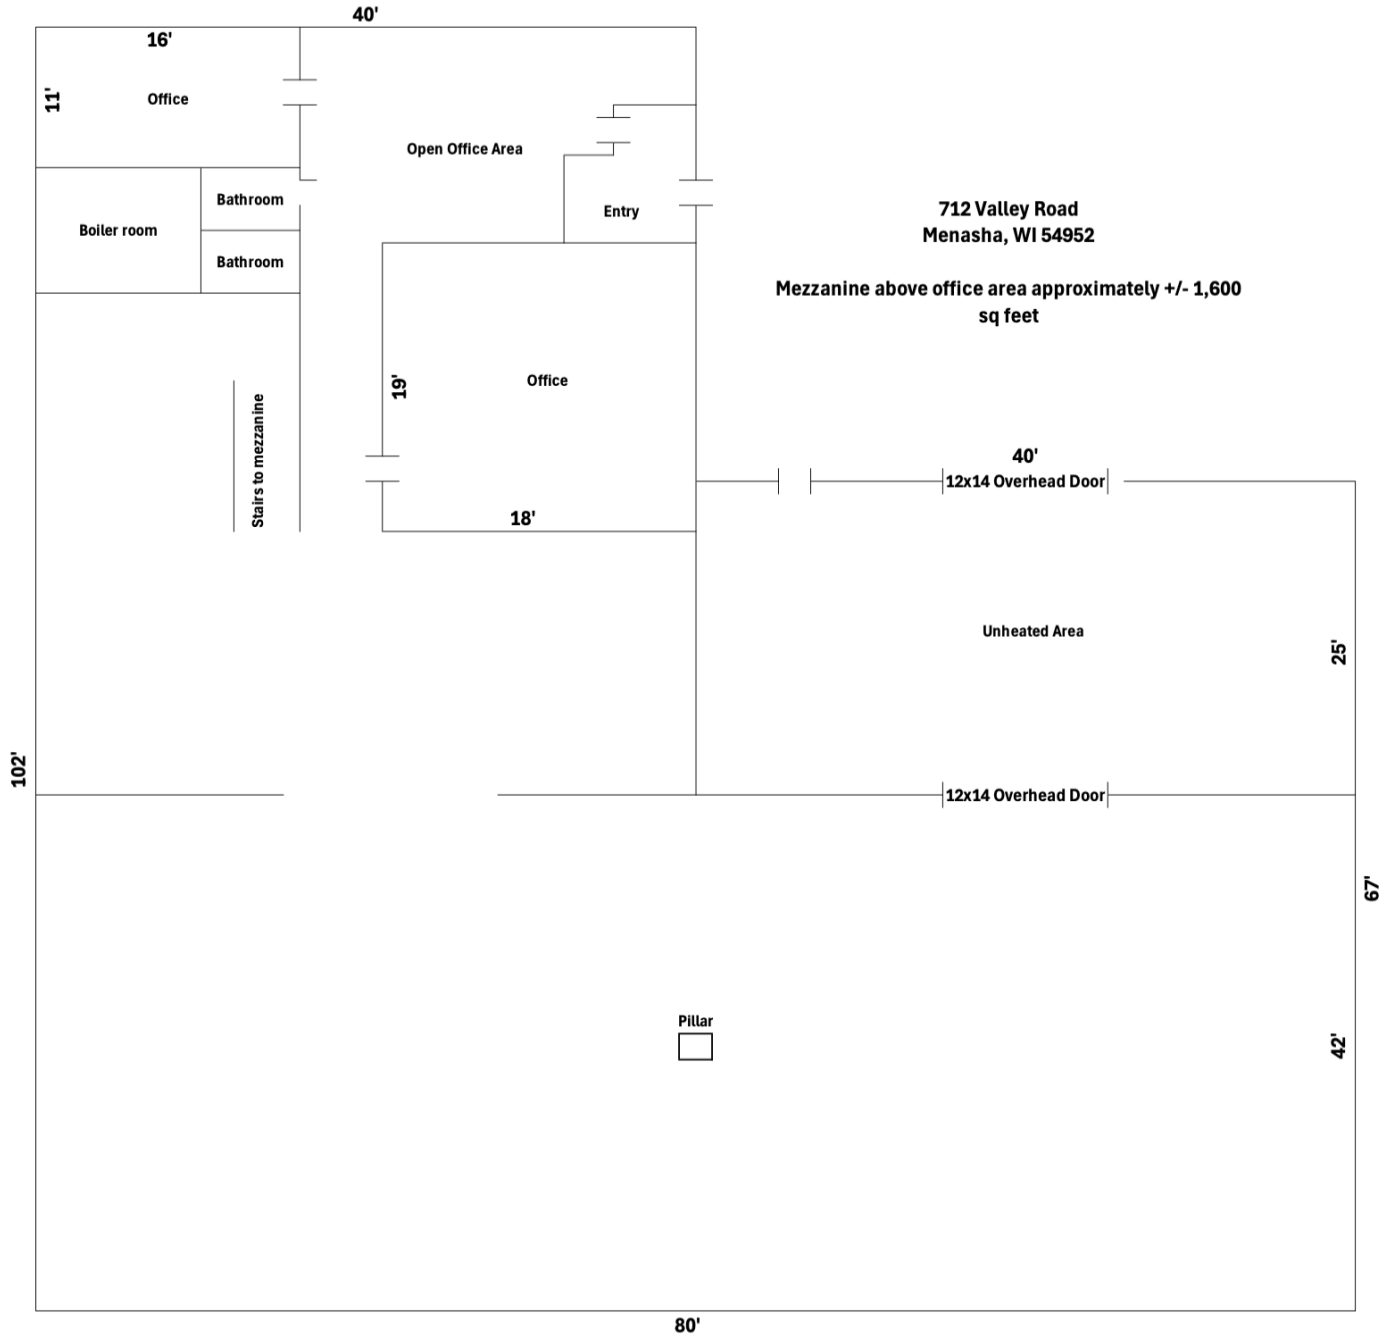 40'
16'
11'
Office
Open Office Area
Bathroom
Boiler room
Bathroom
Entry
712 Valley Road
Menasha, WI 54952
Mezzanine above office area approximately +/- 1,600
sq feet
19'
Office
Stairs to mezzanine
18'
40'
12x14 Overhead Door
Unheated Area
25'
102'
12x14 Overhead Door
67'
Pillar
42'
80'